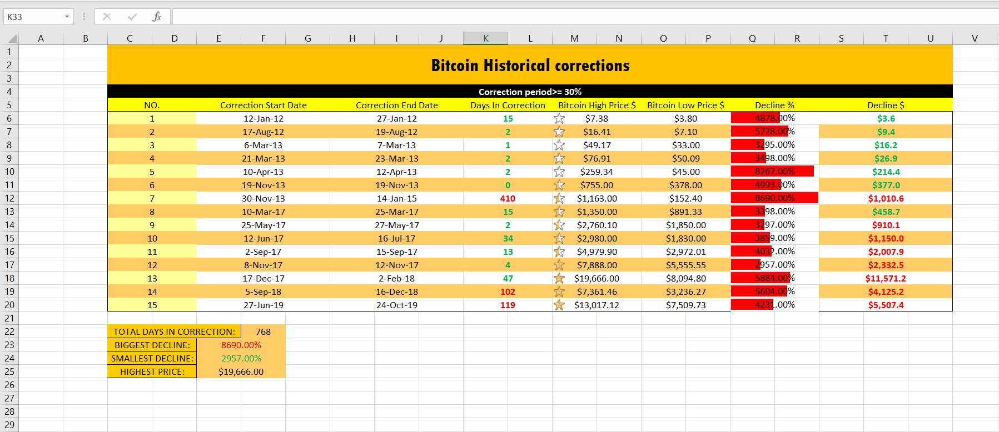 K33 fx
A B C D E F G H I J K L M N O P Q R S T U V
1
2 Bitcoin Historical corrections
3
4 Correction period>= 30%
5 NO. Correction Start Date Correction End Date Days In Correction Bitcoin High Price $ Bitcoin Low Price $ Decline % Decline $
6 1 12-Jan-12 27-Jan-12 15 $7.38 $3.80 4878.00% $3.6
7 2 17-Aug-12 19-Aug-12 2 $16.41 $7.10 5728.00% $9.4
8 3 6-Mar-13 7-Mar-13 1 $49.17 $33.00 3295.00% $16.2
9 4 21-Mar-13 23-Mar-13 2 $76.91 $50.09 3498.00% $26.9
10 5 10-Apr-13 12-Apr-13 2 $259.34 $45.00 8267.00% $214.4
11 6 19-Nov-13 19-Nov-13 0 $755.00 $378.00 4993.00% $377.0
12 7 30-Nov-13 14-Jan-15 410 $1,163.00 $152.40 8690.00% $1,010.6
13 8 10-Mar-17 25-Mar-17 15 $1,350.00 $891.33 3398.00% $458.7
14 9 25-May-17 27-May-17 2 $2,760.10 $1,850.00 3297.00% $910.1
15 10 12-Jun-17 16-Jul-17 34 $2,980.00 $1,830.00 3859.00% $1,150.0
16 11 2-Sep-17 15-Sep-17 13 $4,979.90 $2,972.01 4032.00% $2,007.9
17 12 8-Nov-17 12-Nov-17 4 $7,888.00 $5,555.55 2957.00% $2,332.5
18 13 17-Dec-17 2-Feb-18 47 $19,666.00 $8,094.80 5884.00% $11,571.2
19 14 5-Sep-18 16-Dec-18 102 $7,361.46 $3,236.27 5604.00% $4,125.2
20 15 27-Jun-19 24-Oct-19 119 $13,017.12 $7,509.73 4231.00% $5,507.4
21
22 TOTAL DAYS IN CORRECTION: 768
23 BIGGEST DECLINE: 8690.00%
24 SMALLEST DECLINE: 2957.00%
25 HIGHEST PRICE: $19,666.00
26
27
28
29